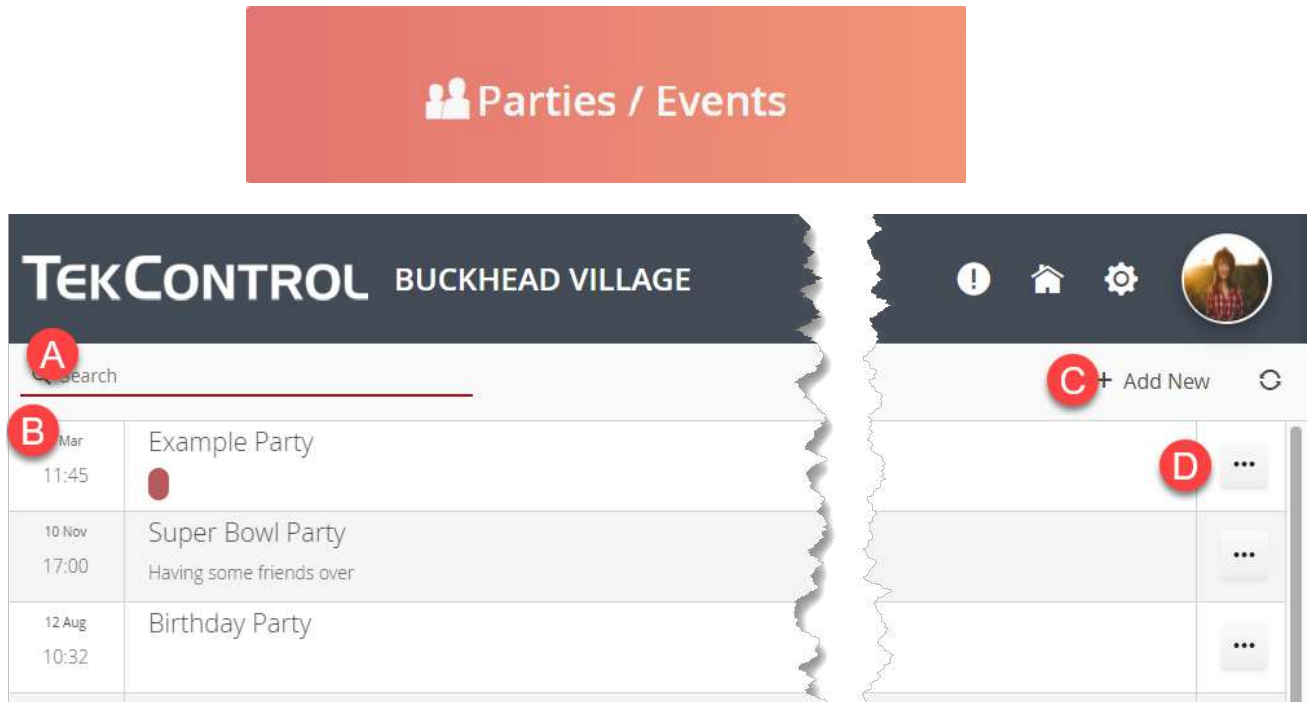 Parties / Events
TEKCONTROL BUCKHEAD VILLAGE
A
Search
C
+ Add New
B
Mar
11:45
Example Party
D
10 Nov
17:00
Super Bowl Party
Having some friends over
12 Aug
10:32
Birthday Party